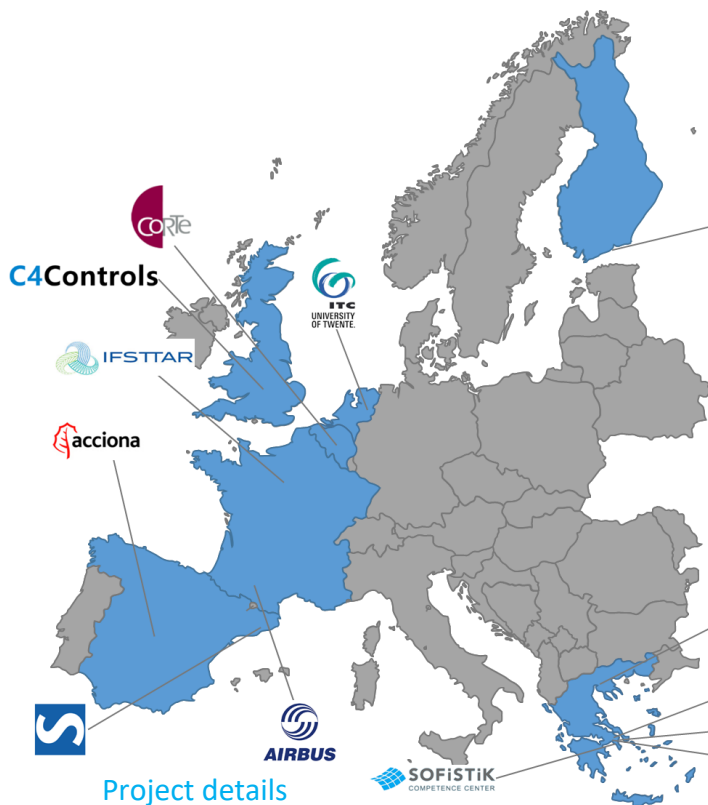 CORTe
C4Controls
ITC
UNIVERSITY
OF TWENTE.
IFSTTAR
acciona
AIRBUS
SOFiSTiK
COMPETENCE CENTER
Project details